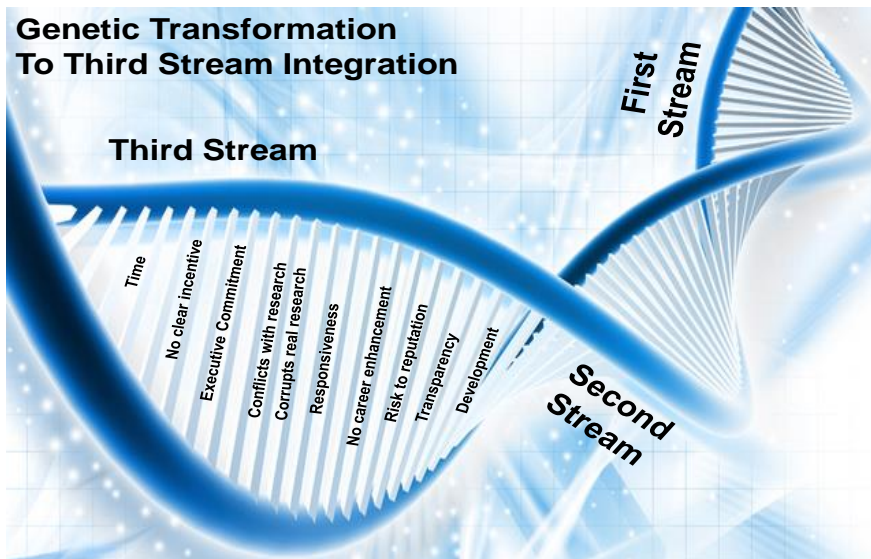 Genetic Transformation
To Third Stream Integration
First
Stream
Third Stream
Time
No clear incentive
Executive Commitment
Conflicts with research
Corrupts real research
Responsiveness
No career enhancement
Risk to reputation
Transparency
Development
Second
Stream